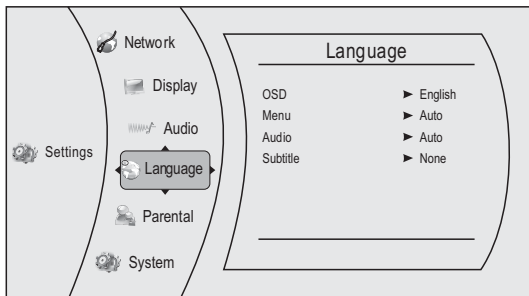 Settings
Network
Display
Audio
Language
Parental
System
Language
OSD ► English
Menu ► Auto
Audio ► Auto
Subtitle ► None